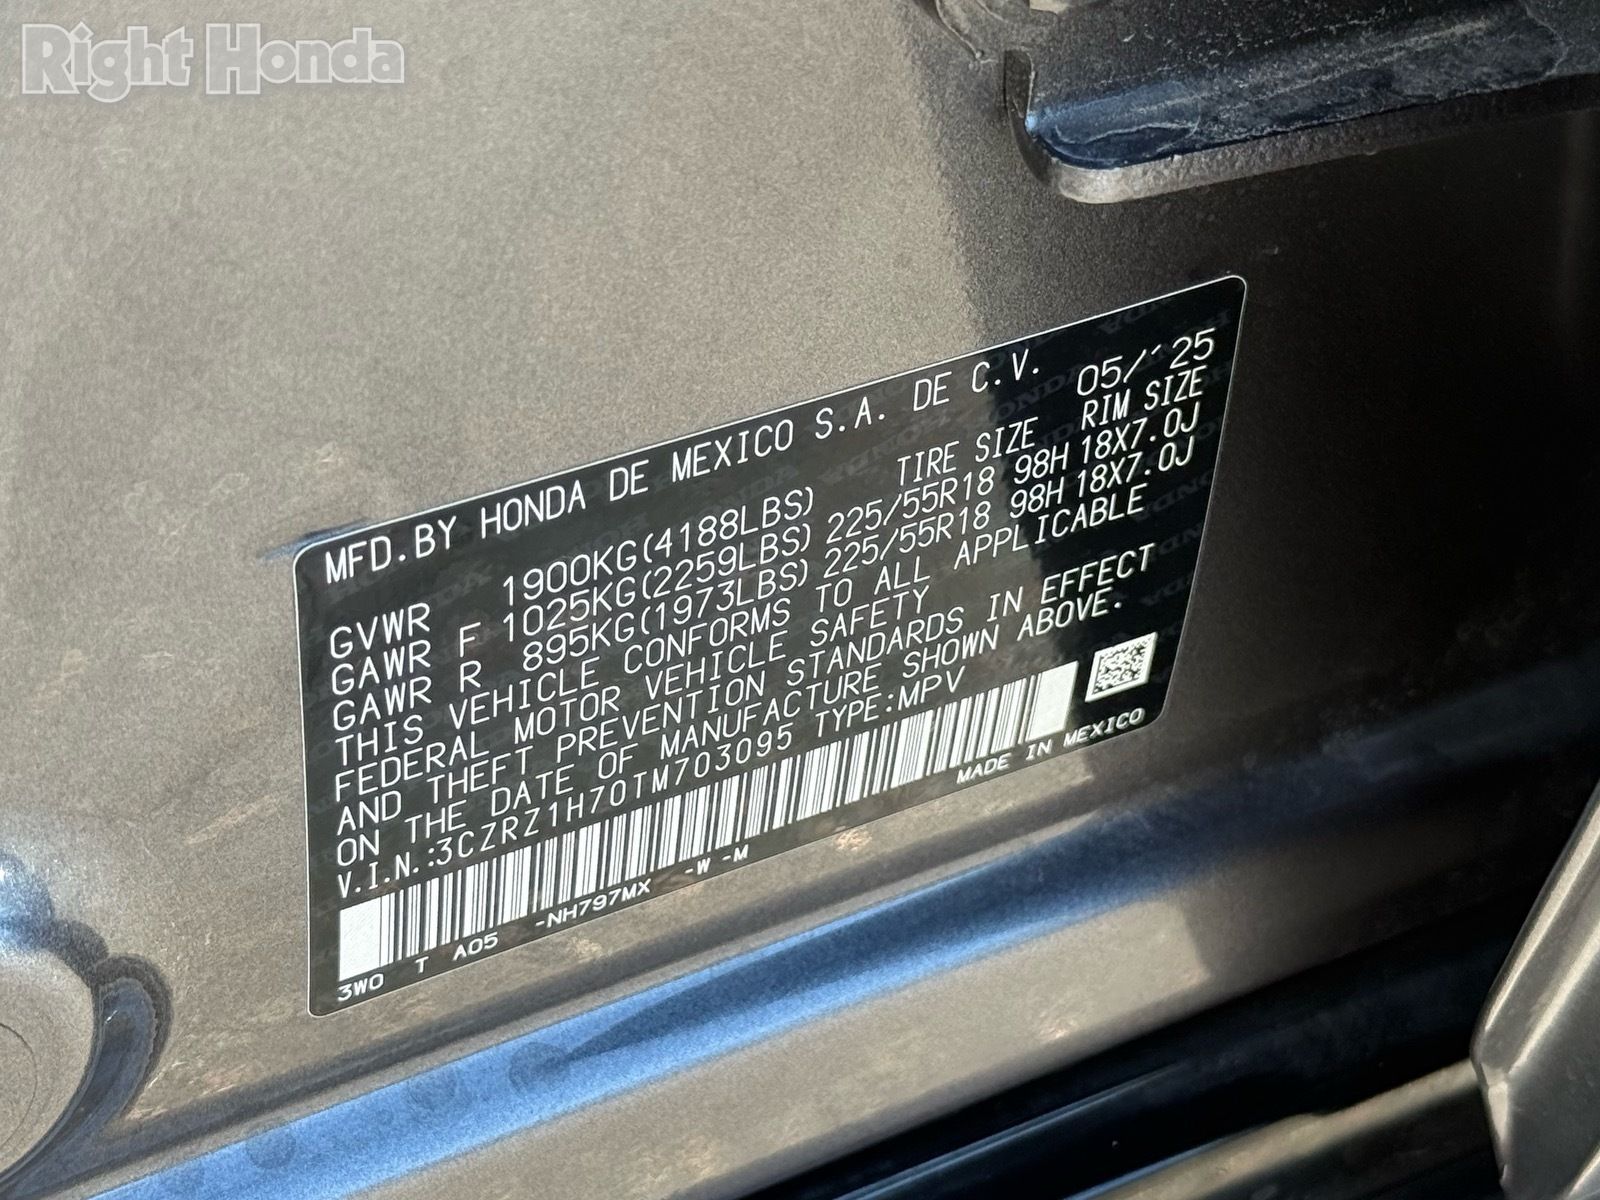 Right Honda
MFD.BY HONDA DE MEXICO S.A. DE C.V. 05/´25
GVWR 1900KG(4188LBS) TIRE SIZE RIM SIZE
GAWR F 1025KG(2259LBS) 225/55R18 98H 18X7.0J
GAWR R 895KG(1973LBS) 225/55R18 98H 18X7.0J
THIS VEHICLE CONFORMS TO ALL APPLICABLE
FEDERAL MOTOR VEHICLE SAFETY
AND THEFT PREVENTION STANDARDS IN EFFECT
ON THE DATE OF MANUFACTURE SHOWN ABOVE.
V.I.N.:3CZRZ1H70TM703095 TYPE:MPV
3W0 T A05 -NH797MX -W -M MADE IN MEXICO